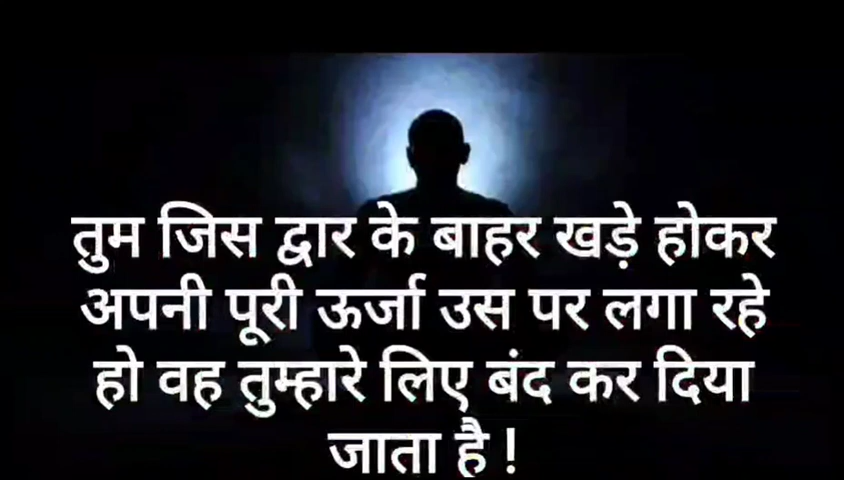 तुम जिस द्वार के बाहर खड़े होकर
अपनी पूरी ऊर्जा उस पर लगा रहे
हो वह तुम्हारे लिए बंद कर दिया
जाता है !